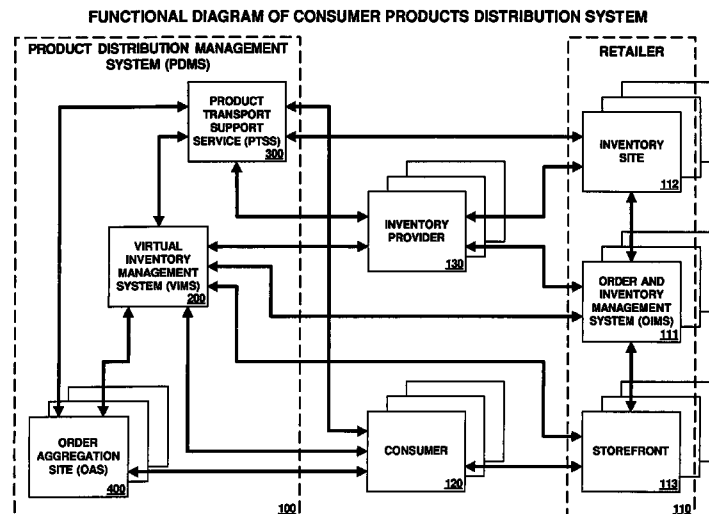 FUNCTIONAL DIAGRAM OF CONSUMER PRODUCTS DISTRIBUTION SYSTEM
PRODUCT DISTRIBUTION MANAGEMENT
SYSTEM (PDMS)
RETAILER
PRODUCT
TRANSPORT
SUPPORT
SERVICE (PTSS)
300
INVENTORY
SITE
112
INVENTORY
PROVIDER
130
VIRTUAL
INVENTORY
MANAGEMENT
SYSTEM (VIMS)
200
ORDER AND
INVENTORY
MANAGEMENT
SYSTEM (OIMS)
111
ORDER
AGGREGATION
SITE (OAS)
400
CONSUMER
120
STOREFRONT
113
100
110